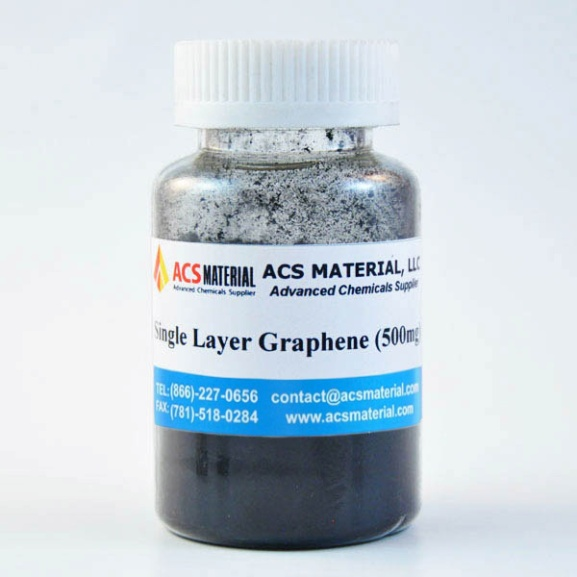 ACS MATERIAL
Advanced Chemicals Supplier
ACS MATERIAL, LLC
Advanced Chemicals Supplier
Single Layer Graphene (500mg)
TEL:(866)-227-0656 contact@acsmaterial.com
FAX: (781)-518-0284 www.acsmaterial.com